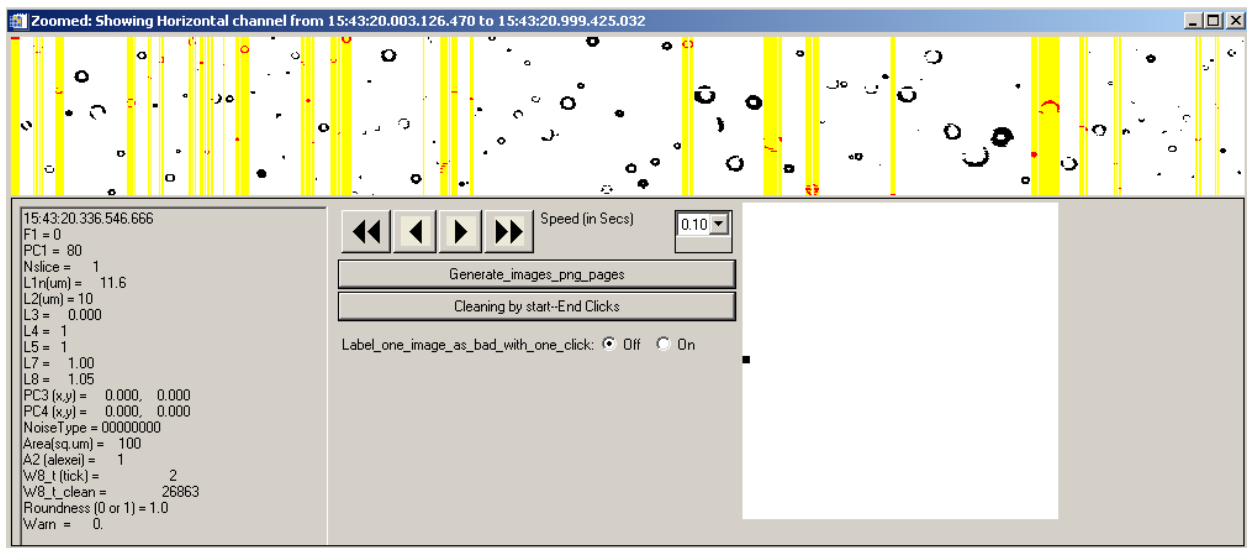 Zoomed: Showing Horizontal channel from 15:43:20.003.126.470 to 15:43:20.999.425.032
15:43:20.336.546.666
F1 = 0
PC1 = 80
Nslice = 1
L1n(um) = 11.6
L2(um) = 10
L3 = 0.000
L4 = 1
L5 = 1
L7 = 1.00
L8 = 1.05
PC3 (x,y) = 0.000, 0.000
PC4 (x,y) = 0.000, 0.000
NoiseType = 00000000
Area(sq.um) = 100
A2 (alexei) = 1
W8_t (tick) = 2
W8_t_clean = 26863
Roundness (0 or 1) = 1.0
Warn = 0.
Speed (in Secs)
0.10
Generate_images_png_pages
Cleaning by start--End Clicks
Label_one_image_as_bad_with_one_click: Off On